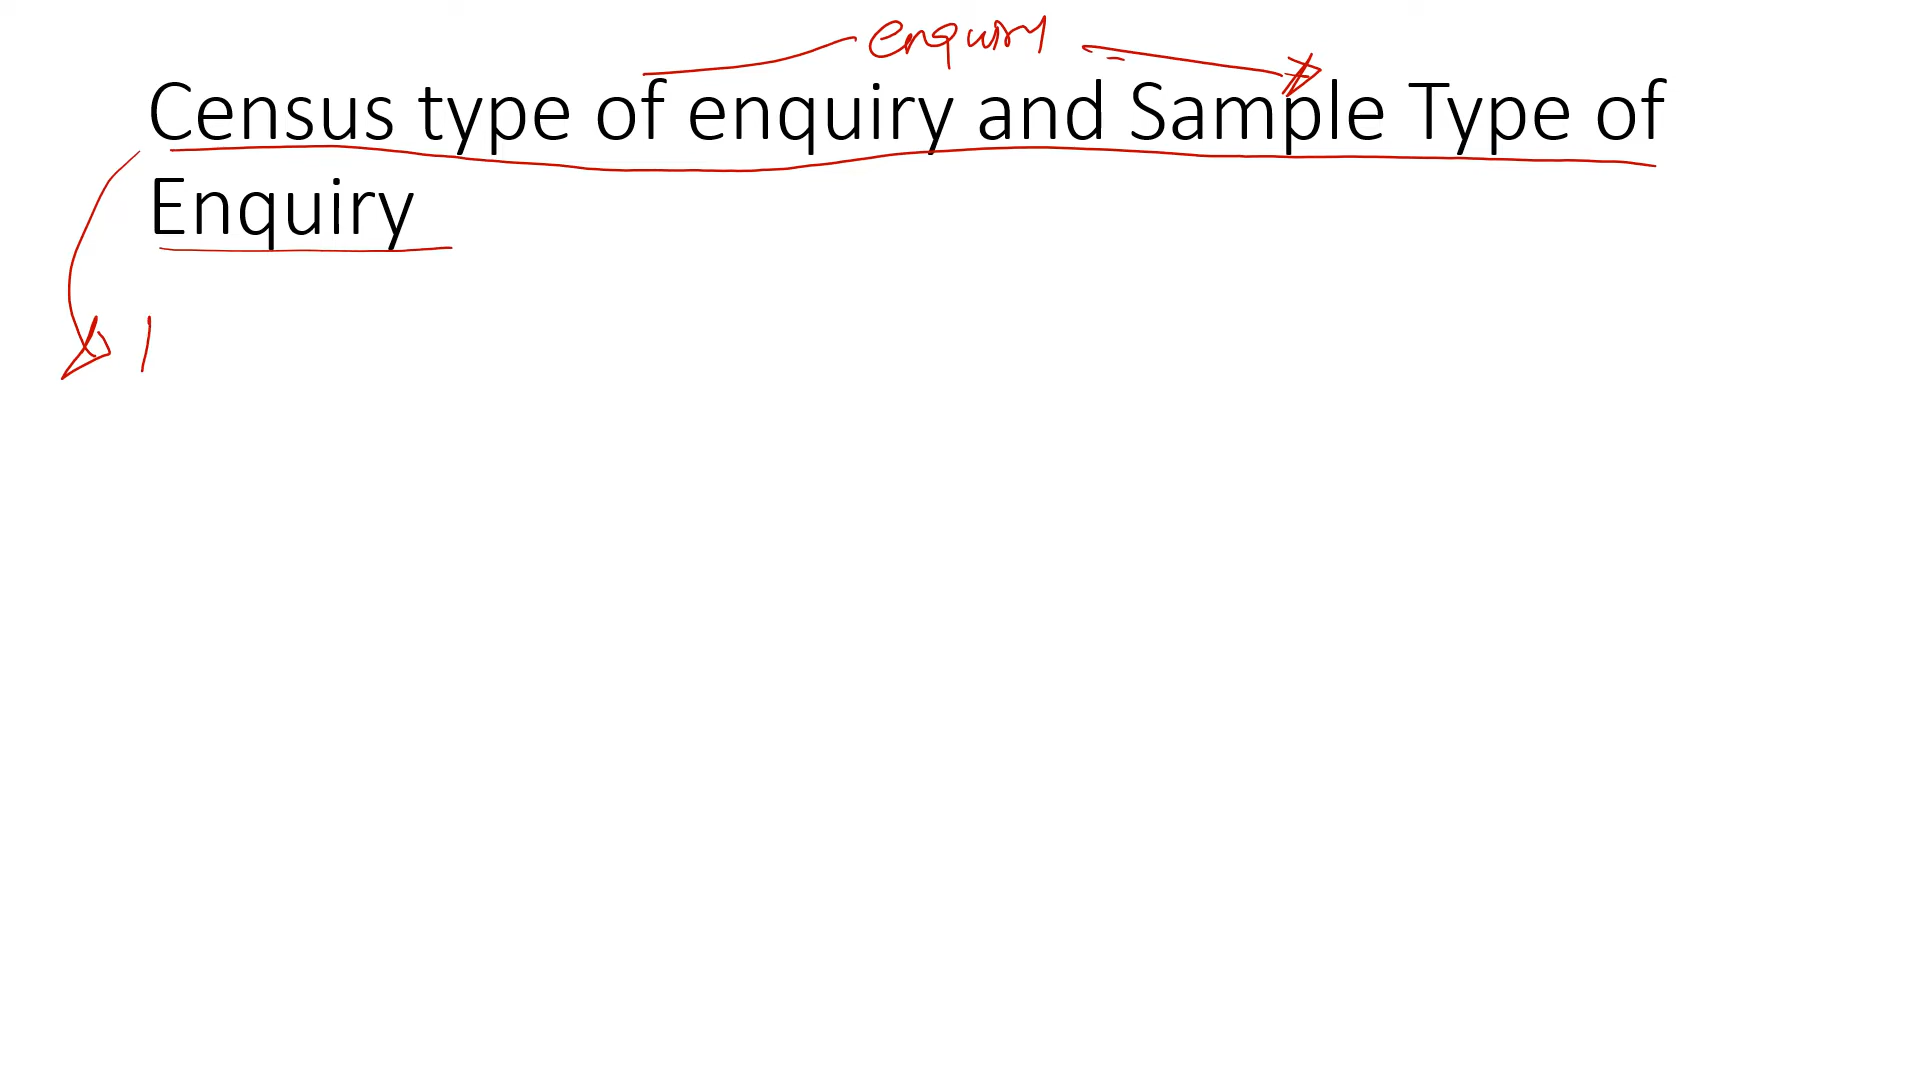 enquiry
Census type of enquiry and Sample Type of
Enquiry